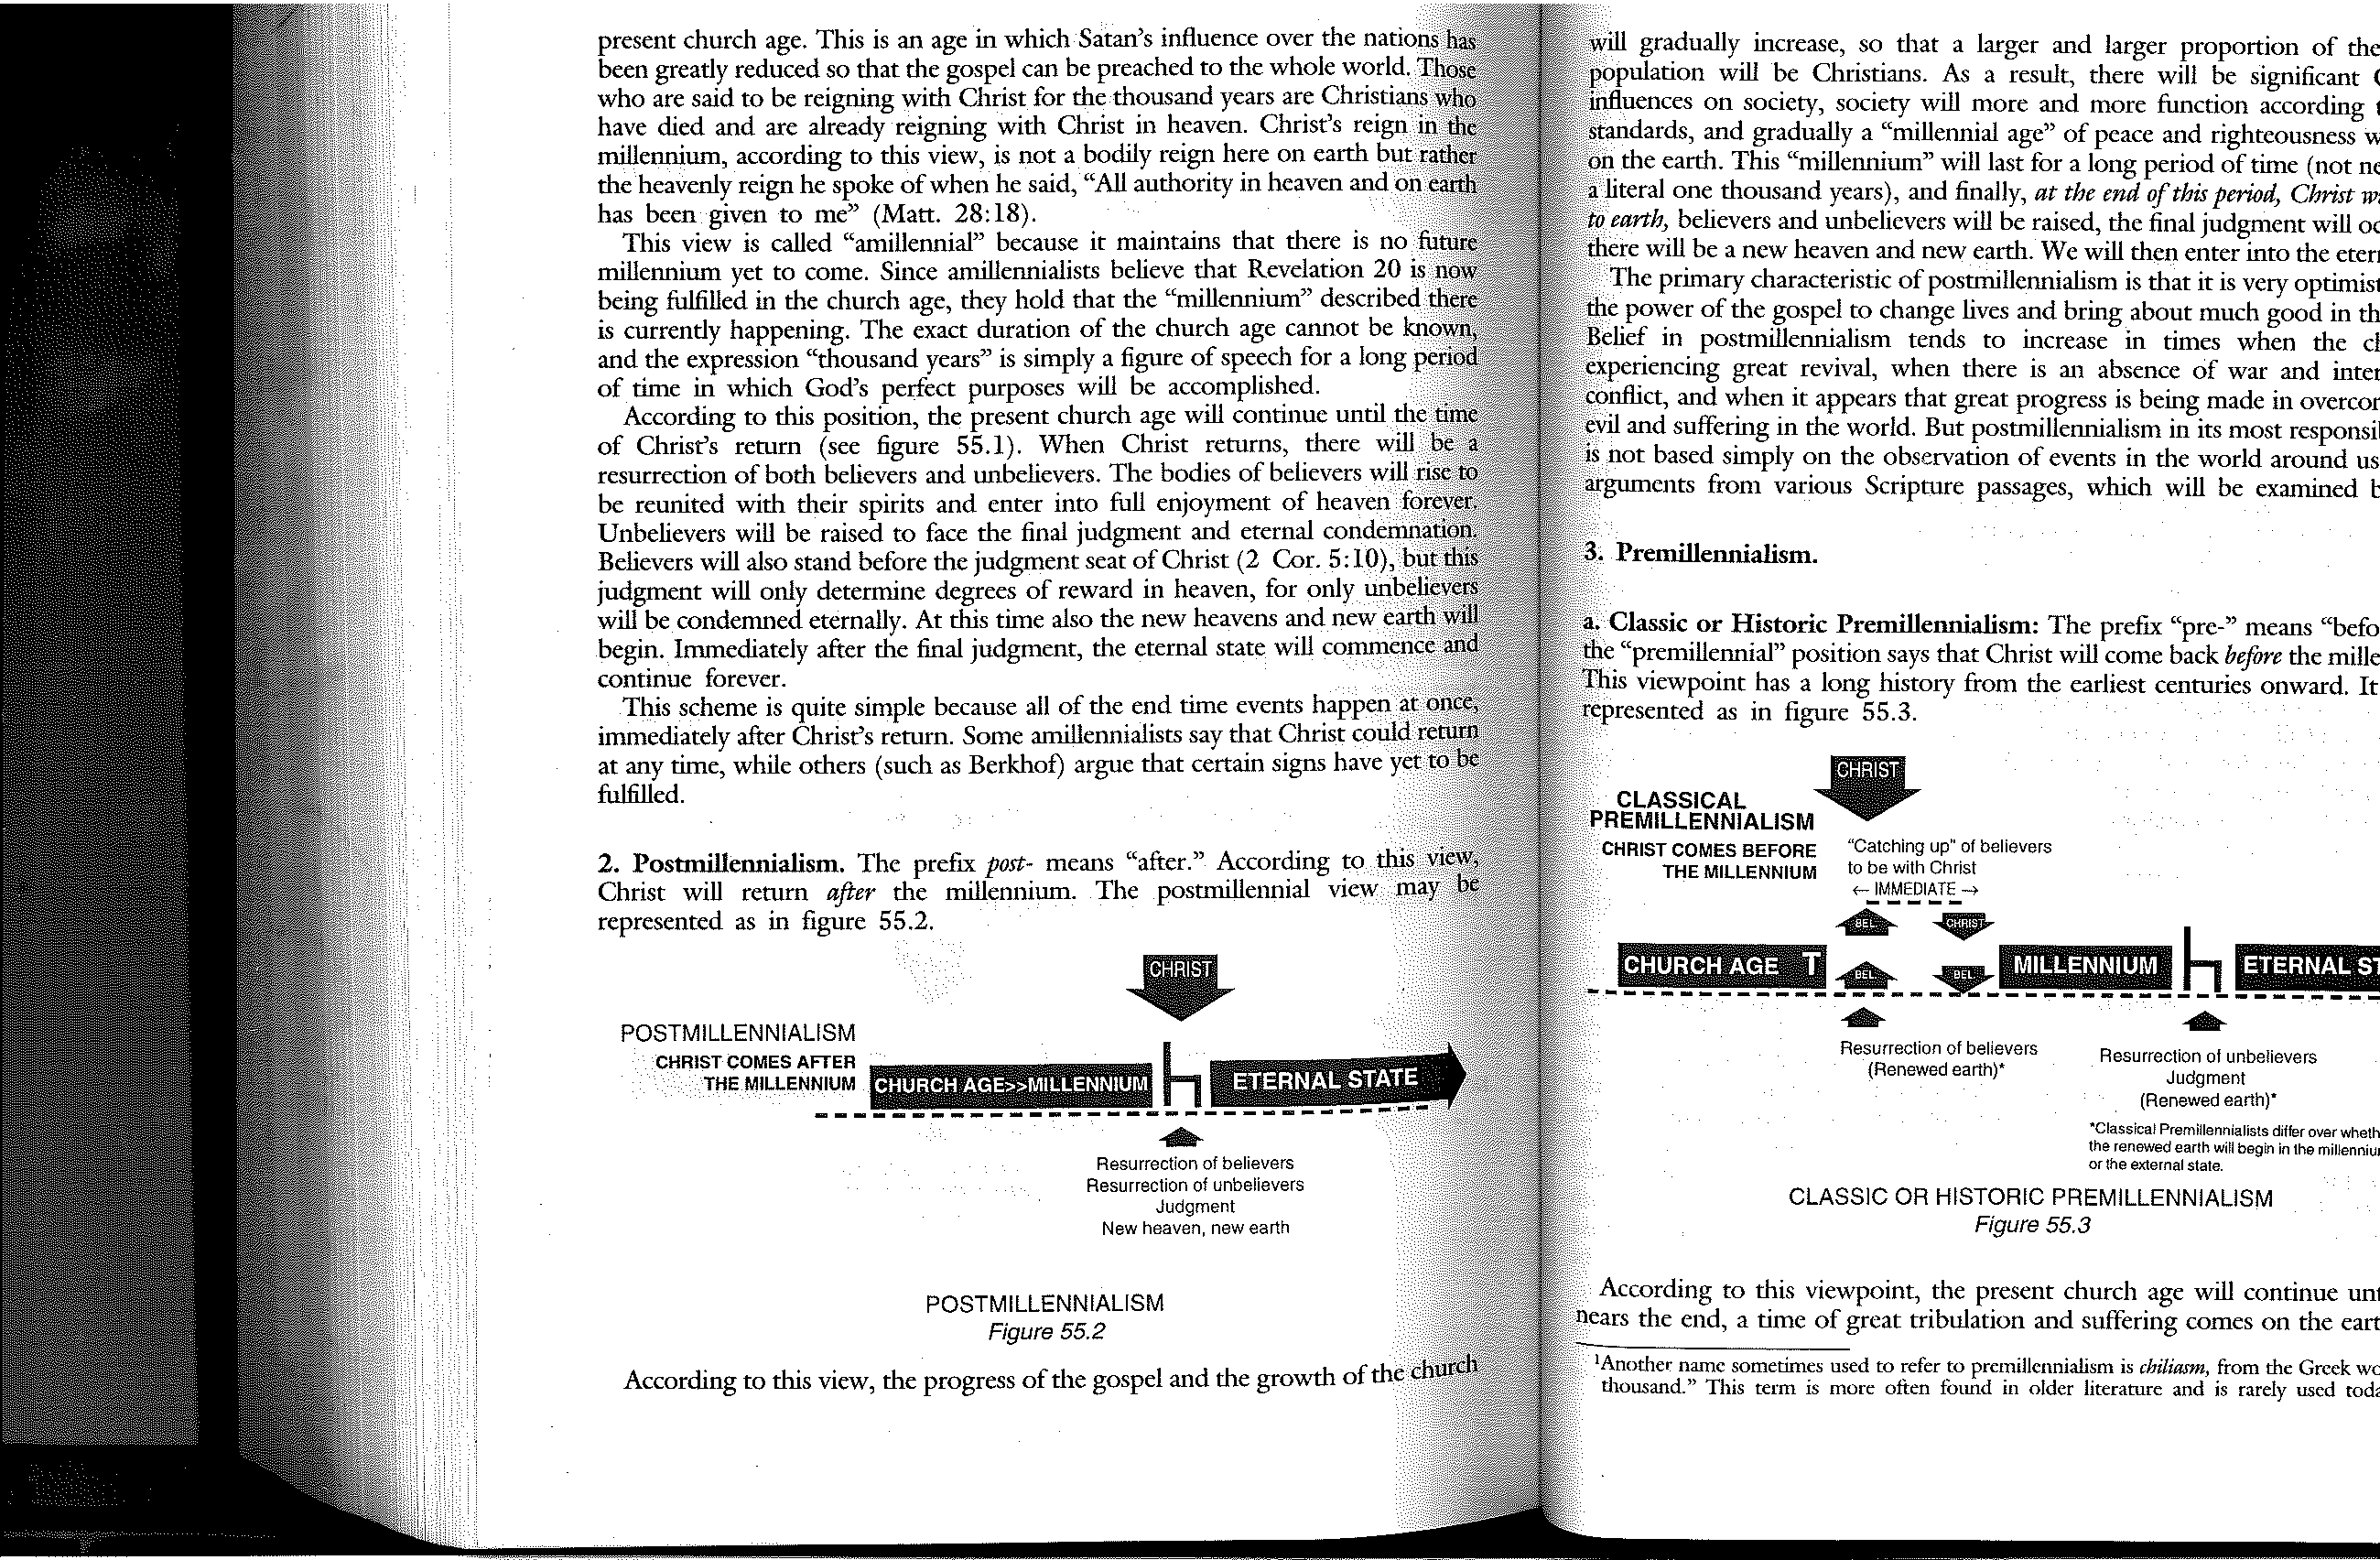 present church age. This is an age in which Satan's influence over the nations has
been greatly reduced so that the gospel can be preached to the whole world. Those
who are said to be reigning with Christ for the thousand years are Christians who
have died and are already reigning with Christ in heaven. Christ's reign in the
millennium, according to this view, is not a bodily reign here on earth but rather
the heavenly reign he spoke of when he said, “All authority in heaven and on earth
has been given to me” (Matt. 28:18).
This view is called “amillennial” because it maintains that there is no future
millennium yet to come. Since amillennialists believe that Revelation 20 is now
being fulfilled in the church age, they hold that the “millennium” described there
is currently happening. The exact duration of the church age cannot be known,
and the expression “thousand years” is simply a figure of speech for a long period
of time in which God's perfect purposes will be accomplished.
According to this position, the present church age will continue until the time
of Christ's return (see figure 55.1). When Christ returns, there will be a
resurrection of both believers and unbelievers. The bodies of believers will rise to
be reunited with their spirits and enter into full enjoyment of heaven forever.
Unbelievers will be raised to face the final judgment and eternal condemnation.
Believers will also stand before the judgment seat of Christ (2 Cor. 5:10), but this
judgment will only determine degrees of reward in heaven, for only unbelievers
will be condemned eternally. At this time also the new heavens and new earth will
begin. Immediately after the final judgment, the eternal state will commence and
continue forever.
This scheme is quite simple because all of the end time events happen at once,
immediately after Christ's return. Some amillennialists say that Christ could return
at any time, while others (such as Berkhof) argue that certain signs have yet to be
fulfilled.
2. Postmillennialism. The prefix post- means “after.” According to this view,
Christ will return after the millennium. The postmillennial view may be
represented as in figure 55.2.
CHRIST
POSTMILLENNIALISM
CHRIST COMES AFTER
THE MILLENNIUM
CHURCH AGE>>MILLENNIUM
ETERNAL STATE
Resurrection of believers
Resurrection of unbelievers
Judgment
New heaven, new earth
POSTMILLENNIALISM
Figure 55.2
According to this view, the progress of the gospel and the growth of the church
will gradually increase, so that a larger and larger proportion of the
population will be Christians. As a result, there will be significant
influences on society, society will more and more function according
standards, and gradually a “millennial age” of peace and righteousness
on the earth. This “millennium” will last for a long period of time (not
a literal one thousand years), and finally, at the end of this period, Christ
to earth, believers and unbelievers will be raised, the final judgment will
there will be a new heaven and new earth. We will then enter into the
The primary characteristic of postmillennialism is that it is very
the power of the gospel to change lives and bring about much good in
Belief in postmillennialism tends to increase in times when the
experiencing great revival, when there is an absence of war and
conflict, and when it appears that great progress is being made in
evil and suffering in the world. But postmillennialism in its most
is not based simply on the observation of events in the world around us
arguments from various Scripture passages, which will be examined
3. Premillennialism.
a. Classic or Historic Premillennialism: The prefix “pre-” means
the “premillennial” position says that Christ will come back before the
This viewpoint has a long history from the earliest centuries onward. It
represented as in figure 55.3.
CHRIST
CLASSICAL
PREMILLENNIALISM
CHRIST COMES BEFORE
THE MILLENNIUM
"Catching up" of believers
to be with Christ
← IMMEDIATE →
BEL CHRIST
CHURCH AGE T BEL BEL MILLENNIUM ETERNAL
Resurrection of believers
(Renewed earth)*
Resurrection of unbelievers
Judgment
(Renewed earth)*
*Classical Premillennialists differ over
the renewed earth will begin in the
or the external state.
CLASSIC OR HISTORIC PREMILLENNIALISM
Figure 55.3
According to this viewpoint, the present church age will continue
nears the end, a time of great tribulation and suffering comes on the
¹Another name sometimes used to refer to premillennialism is chiliasm, from the Greek
thousand.” This term is more often found in older literature and is rarely used